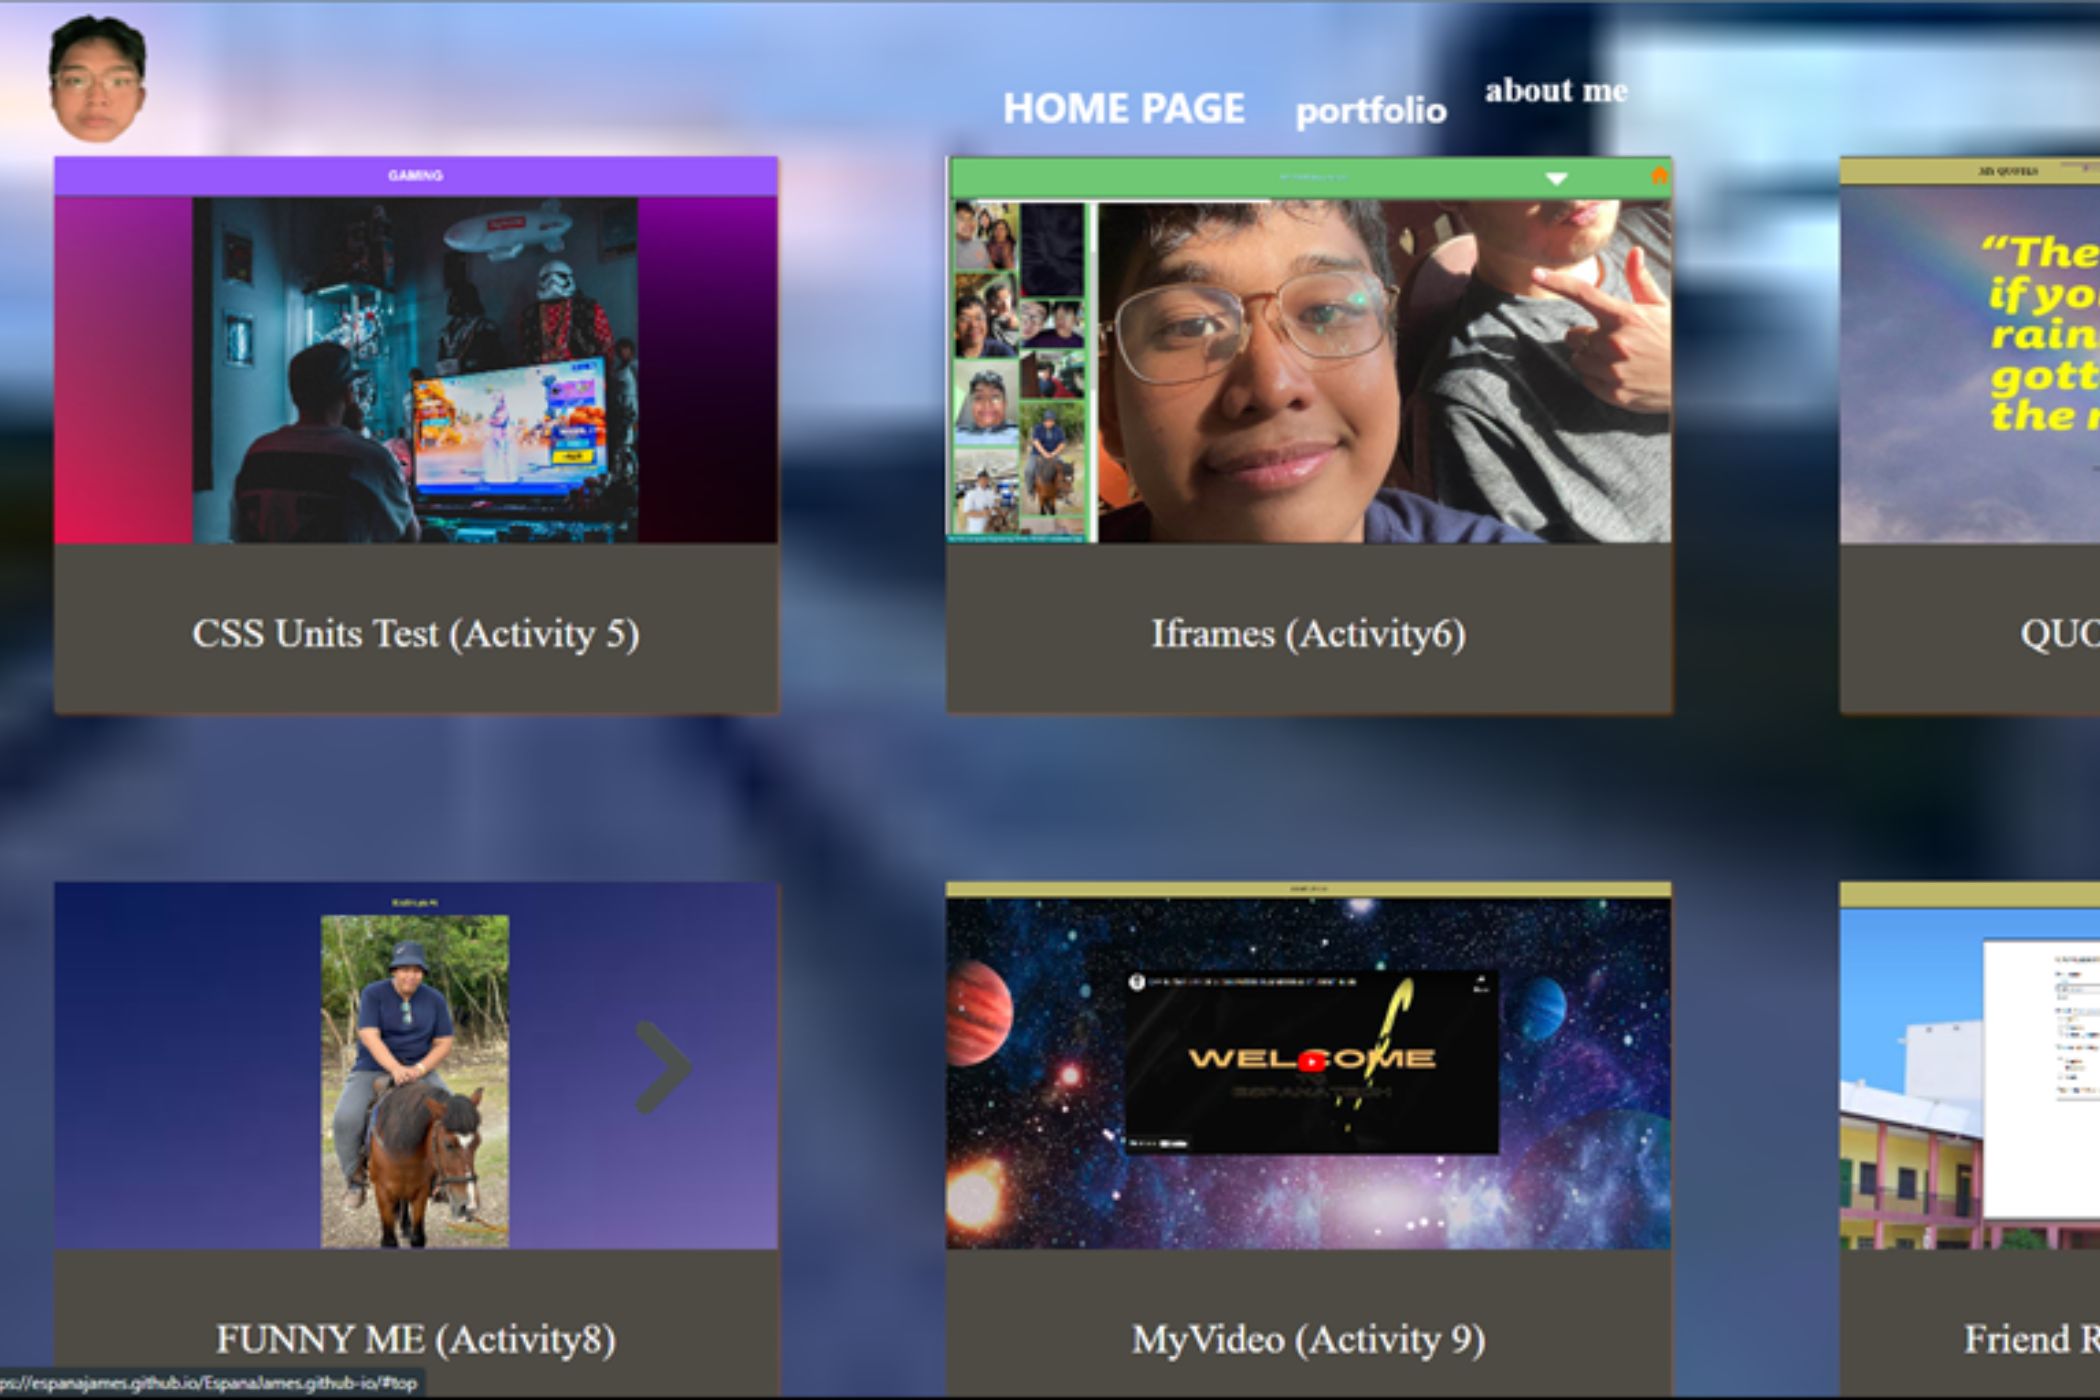 HOME PAGE
portfolio
about me
GAMING
MY QUOTES
“The
if yo
rain
gott
the
CSS Units Test (Activity 5)
Iframes (Activity6)
QUO
WELCOME
ESPANA TECH
FUNNY ME (Activity8)
MyVideo (Activity 9)
Friend R
ps://espanajames.github.io/EspanaJames.github-io/#top